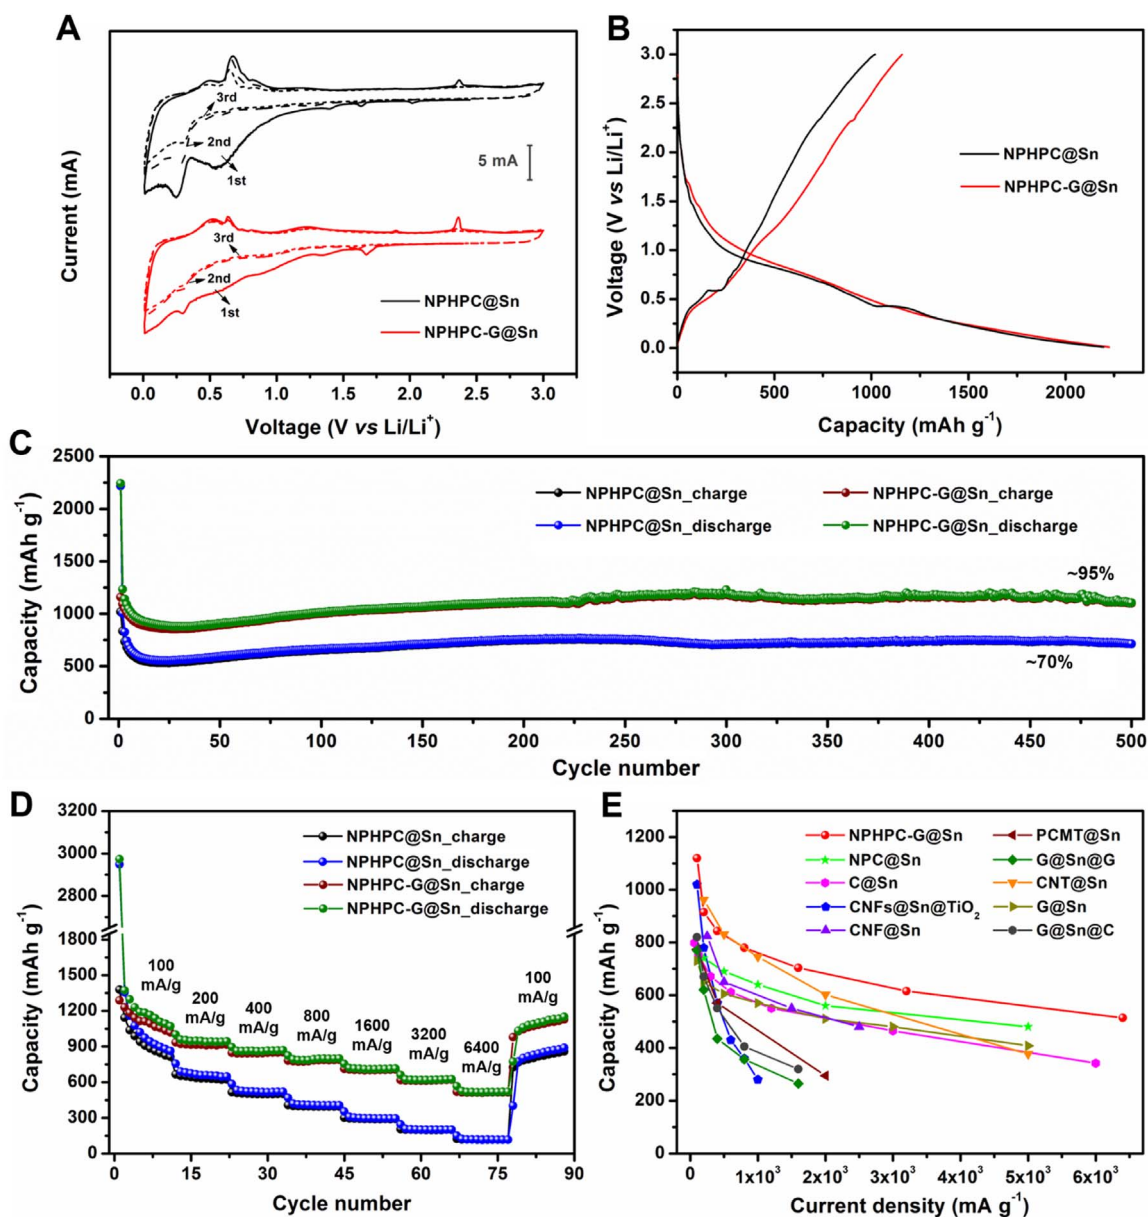 A
3rd
2nd
1st
5 mA
3rd
2nd
1st
NPHPC@Sn
NPHPC-G@Sn
Current (mA)
0.0 0.5 1.0 1.5 2.0 2.5 3.0
Voltage (V vs Li/Li⁺)
B
3.0
2.5
2.0
1.5
1.0
0.5
0.0
Voltage (V vs Li/Li⁺)
NPHPC@Sn
NPHPC-G@Sn
0 500 1000 1500 2000
Capacity (mAh g⁻¹)
C
2500
2000
1500
1000
500
0
Capacity (mAh g⁻¹)
NPHPC@Sn_charge
NPHPC-G@Sn_charge
NPHPC@Sn_discharge
NPHPC-G@Sn_discharge
~95%
~70%
0 50 100 150 200 250 300 350 400 450 500
Cycle number
D
3200
3000
2800
1800
1500
1200
900
600
300
0
Capacity (mAh g⁻¹)
NPHPC@Sn_charge
NPHPC@Sn_discharge
NPHPC-G@Sn_charge
NPHPC-G@Sn_discharge
100
mA/g
200
mA/g
400
mA/g
800
mA/g
1600
mA/g
3200
mA/g
6400
mA/g
100
mA/g
0 15 30 45 60 75 90
Cycle number
E
1200
1000
800
600
400
200
0
Capacity (mAh g⁻¹)
NPHPC-G@Sn
NPC@Sn
C@Sn
CNFs@Sn@TiO₂
CNF@Sn
PCMT@Sn
G@Sn@G
CNT@Sn
G@Sn
G@Sn@C
0 1x10³ 2x10³ 3x10³ 4x10³ 5x10³ 6x10³
Current density (mA g⁻¹)